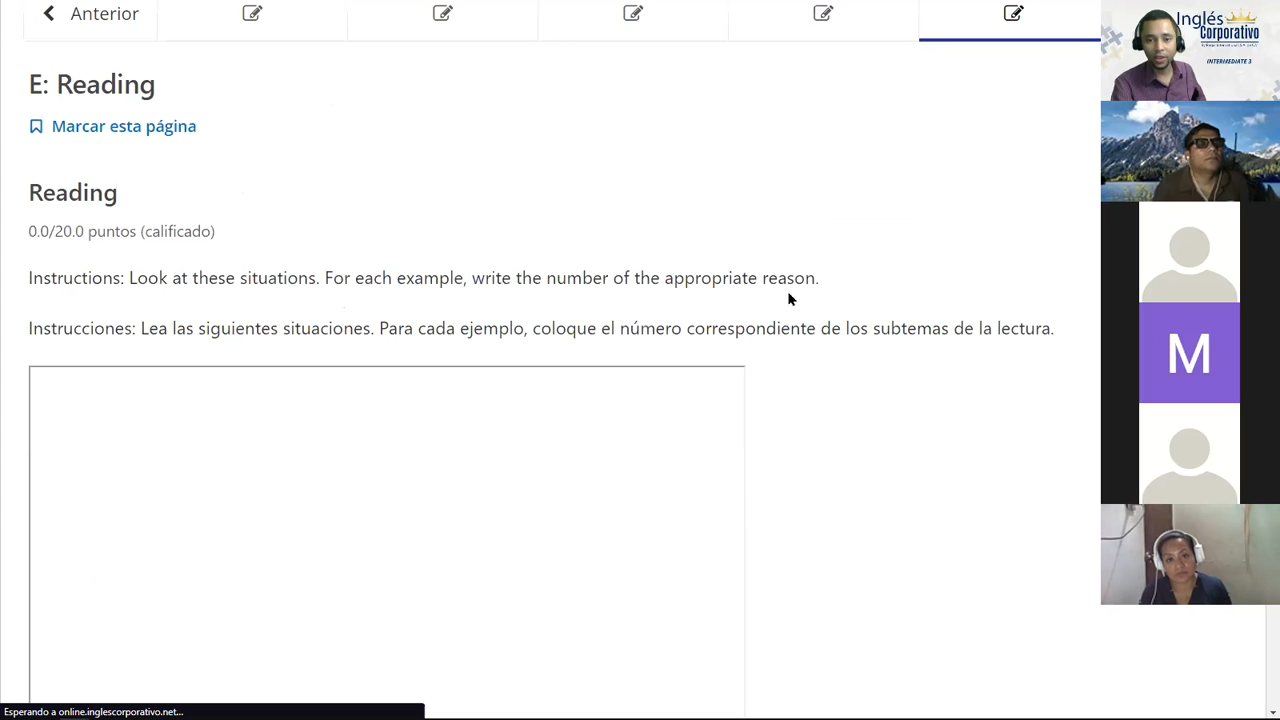 Anterior
Inglés
Corporativo
INTERMEDIATE 3
E: Reading
Marcar esta página
Reading
0.0/20.0 puntos (calificado)
Instructions: Look at these situations. For each example, write the number of the appropriate reason.
Instrucciones: Lea las siguientes situaciones. Para cada ejemplo, coloque el número correspondiente de los subtemas de la lectura.
M
Esperando a online.inglescorporativo.net...